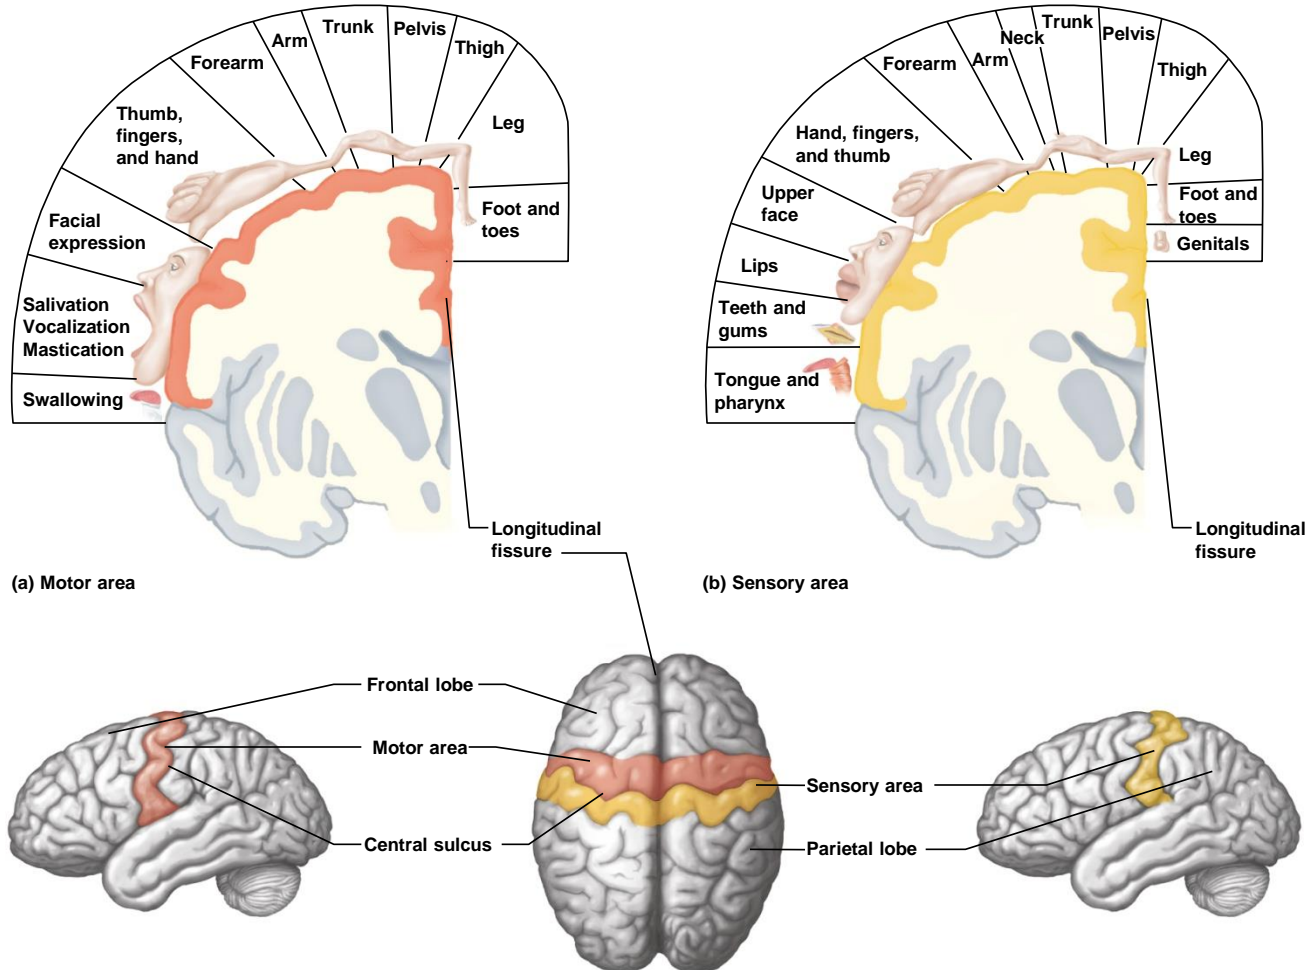 Forearm
Arm
Trunk
Pelvis
Thigh
Leg
Thumb,
fingers,
and hand
Facial
expression
Salivation
Vocalization
Mastication
Swallowing
Foot and
toes
Longitudinal
fissure
(a) Motor area
Forearm
Arm
Neck
Trunk
Pelvis
Thigh
Leg
Hand, fingers,
and thumb
Upper
face
Lips
Teeth and
gums
Tongue and
pharynx
Foot and
toes
Genitals
Longitudinal
fissure
(b) Sensory area
Frontal lobe
Motor area
Central sulcus
Sensory area
Parietal lobe